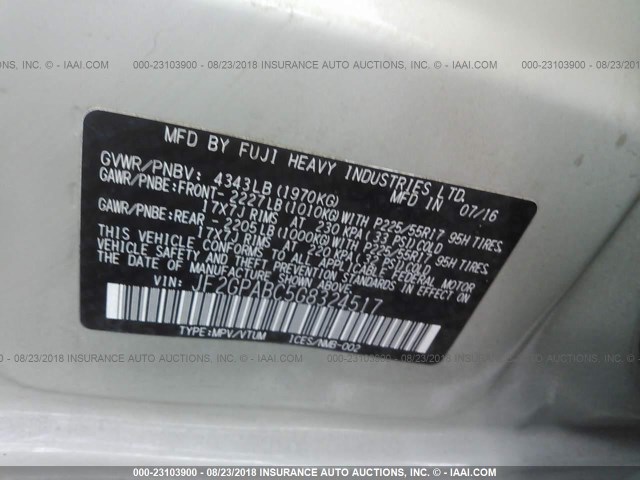 000-23103900 - 08/23/2018 INSURANCE AUTO AUCTIONS, INC. - © IAAI.COM
MFD BY FUJI HEAVY INDUSTRIES LTD.
GVWR/PNBV: 4343LB(1970KG) MFD IN 07/16
GAWR/PNBE:FRONT-2227LB(1010KG)WITH P225/55R17 95H TIRES,
17X7J RIMS AT 230 KPA(33 PSI)COLD
GAWR/PNBE:REAR -2205LB(1000KG)WITH P225/55R17 95H TIRES,
17X7J RIMS AT 220 KPA(32 PSI)COLD
THIS VEHICLE CONFORMS TO ALL APPLICABLE FEDERAL MOTOR
VEHICLE SAFETY AND
STANDARDS IN EFFECT ON THE DATE OF MANUFACTURE SHOWN ABOVE.
VIN: JF2GPABC5G8324517
TYPE:MPV/VTUM ICES/NMB-002
000-23103900 - 08/23/2018 INSURANCE AUTO AUCTIONS, INC. - © IAAI.COM
000-23103900 - 08/23/2018 INSURANCE AUTO AUCTIONS, INC. - © IAAI.COM